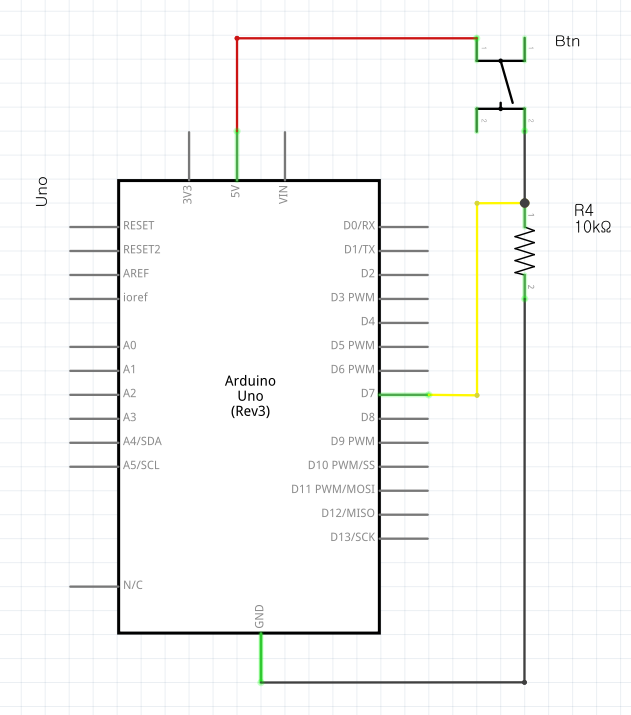 Btn
1
1
2
2
Uno
3V3
5V
VIN
R4
10kΩ
1
2
RESET
RESET2
AREF
ioref
A0
A1
A2
A3
A4/SDA
A5/SCL
N/C
Arduino
Uno
(Rev3)
D0/RX
D1/TX
D2
D3 PWM
D4
D5 PWM
D6 PWM
D7
D8
D9 PWM
D10 PWM/SS
D11 PWM/MOSI
D12/MISO
D13/SCK
GND